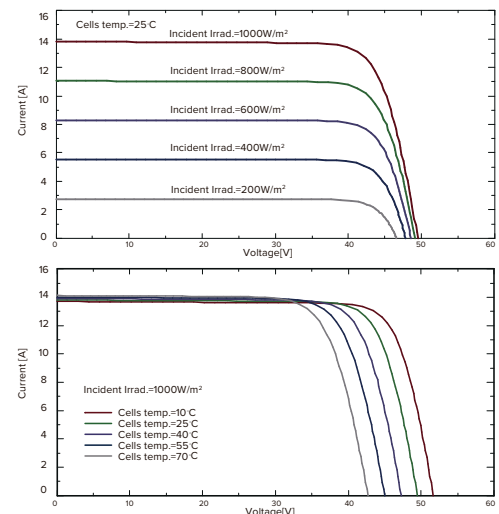 16
Cells temp.=25°C
Incident Irrad.=1000W/m²
14
12
Incident Irrad.=800W/m²
10
Current [A]
Incident Irrad.=600W/m²
8
6
Incident Irrad.=400W/m²
4
Incident Irrad.=200W/m²
2
0
0 10 20 30 40 50 60
Voltage[V]
16
14
12
10
Current [A]
8
Incident Irrad.=1000W/m²
6
Cells temp.=10°C
Cells temp.=25°C
Cells temp.=40°C
4
Cells temp.=55°C
Cells temp.=70°C
2
0
0 10 20 30 40 50 60
Voltage[V]